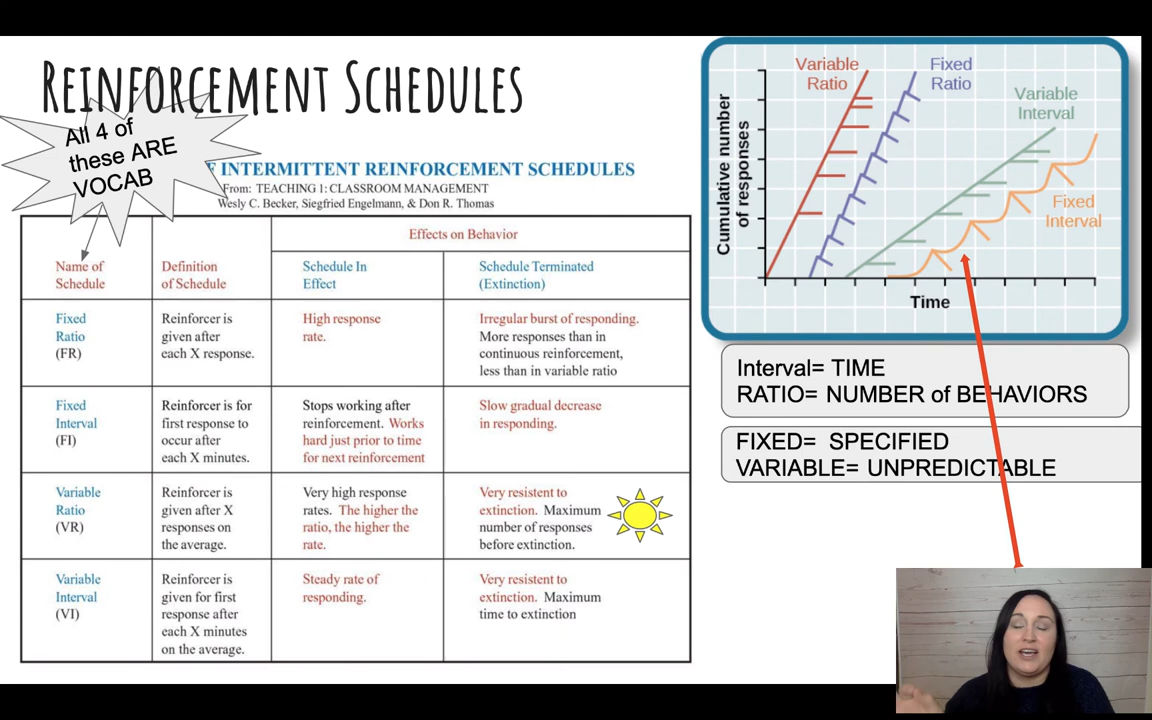 Reinforcement Schedules
All 4 of
these ARE
VOCAB
F INTERMITTENT REINFORCEMENT SCHEDULES
From: TEACHING 1: CLASSROOM MANAGEMENT
Wesly C. Becker, Siegfried Engelmann, & Don R. Thomas
Effects on Behavior
Name of
Schedule
Definition
of Schedule
Schedule In
Effect
Schedule Terminated
(Extinction)
Fixed
Ratio
(FR)
Reinforcer is
given after
each X response.
High response
rate.
Irregular burst of responding.
More responses than in
continuous reinforcement,
less than in variable ratio
Fixed
Interval
(FI)
Reinforcer is for
first response to
occur after
each X minutes.
Stops working after
reinforcement. Works
hard just prior to time
for next reinforcement
Slow gradual decrease
in responding.
Variable
Ratio
(VR)
Reinforcer is
given after X
responses on
the average.
Very high response
rates. The higher the
ratio, the higher the
rate.
Very resistent to
extinction. Maximum
number of responses
before extinction.
Variable
Interval
(VI)
Reinforcer is
given for first
response after
each X minutes
on the average.
Steady rate of
responding.
Very resistent to
extinction. Maximum
time to extinction
Variable
Ratio
Fixed
Ratio
Variable
Interval
Fixed
Interval
Cumulative number
of responses
Time
Interval= TIME
RATIO= NUMBER of BEHAVIORS
FIXED= SPECIFIED
VARIABLE= UNPREDICTABLE